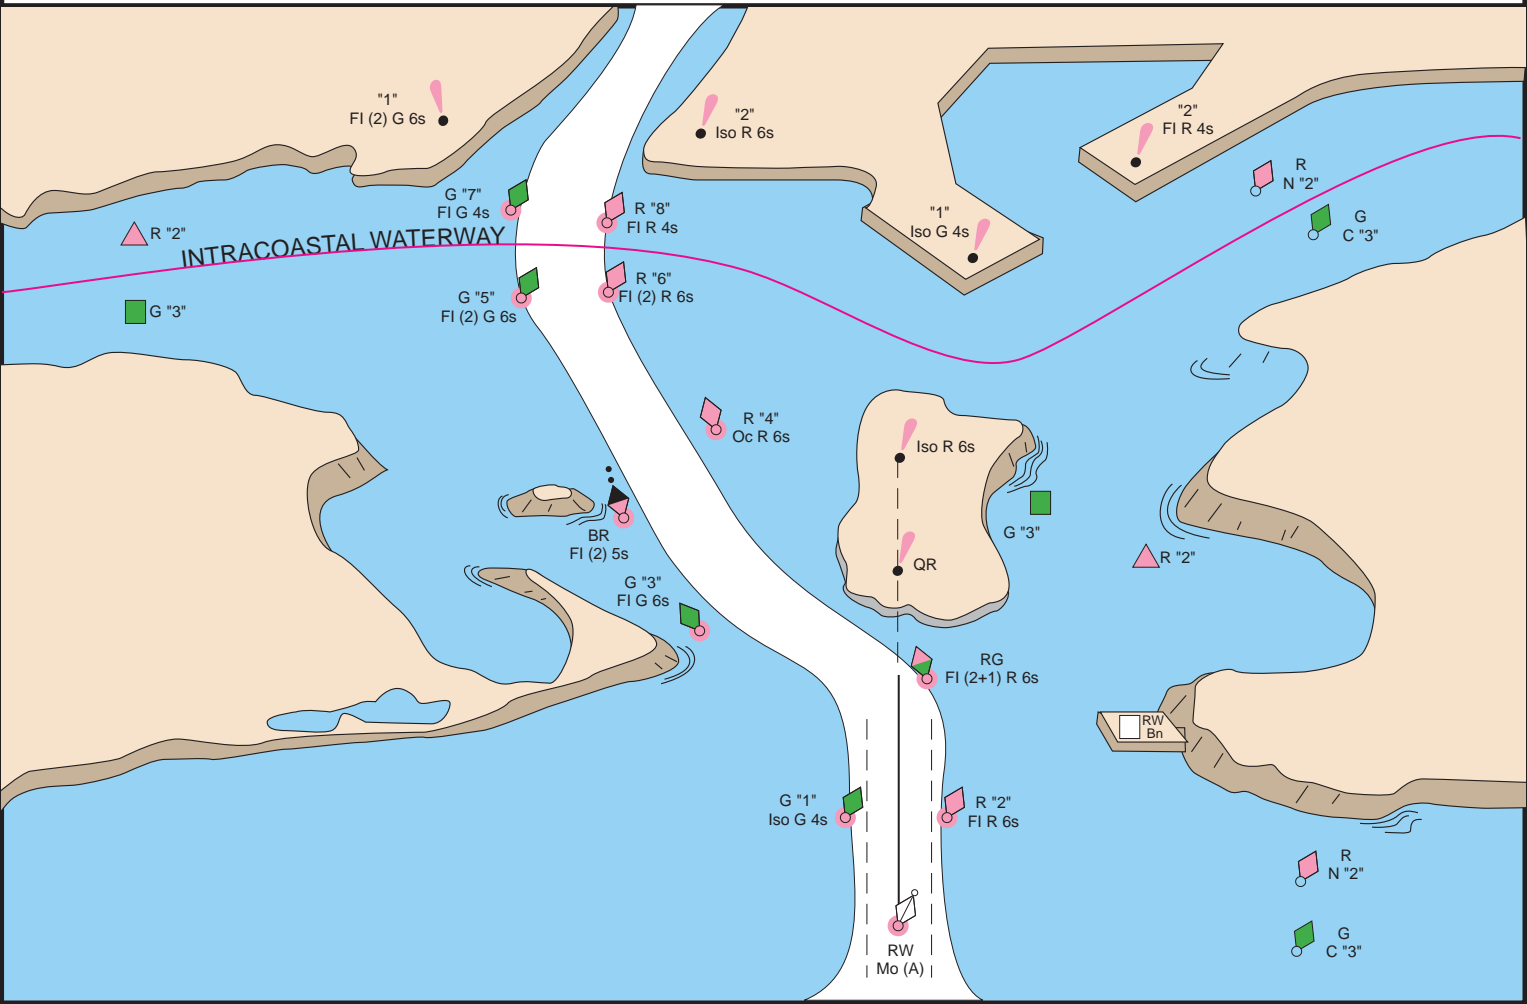 "1"
Fl (2) G 6s
"2"
Iso R 6s
"2"
Fl R 4s
R
N "2"
G
C "3"
G "7"
Fl G 4s
R "8"
Fl R 4s
"1"
Iso G 4s
R "2"
INTRACOASTAL WATERWAY
G "3"
G "5"
Fl (2) G 6s
R "6"
Fl (2) R 6s
R "4"
Oc R 6s
Iso R 6s
G "3"
BR
Fl (2) 5s
QR
R "2"
G "3"
Fl G 6s
RG
Fl (2+1) R 6s
RW
Bn
G "1"
Iso G 4s
R "2"
Fl R 6s
R
N "2"
G
C "3"
RW
Mo (A)